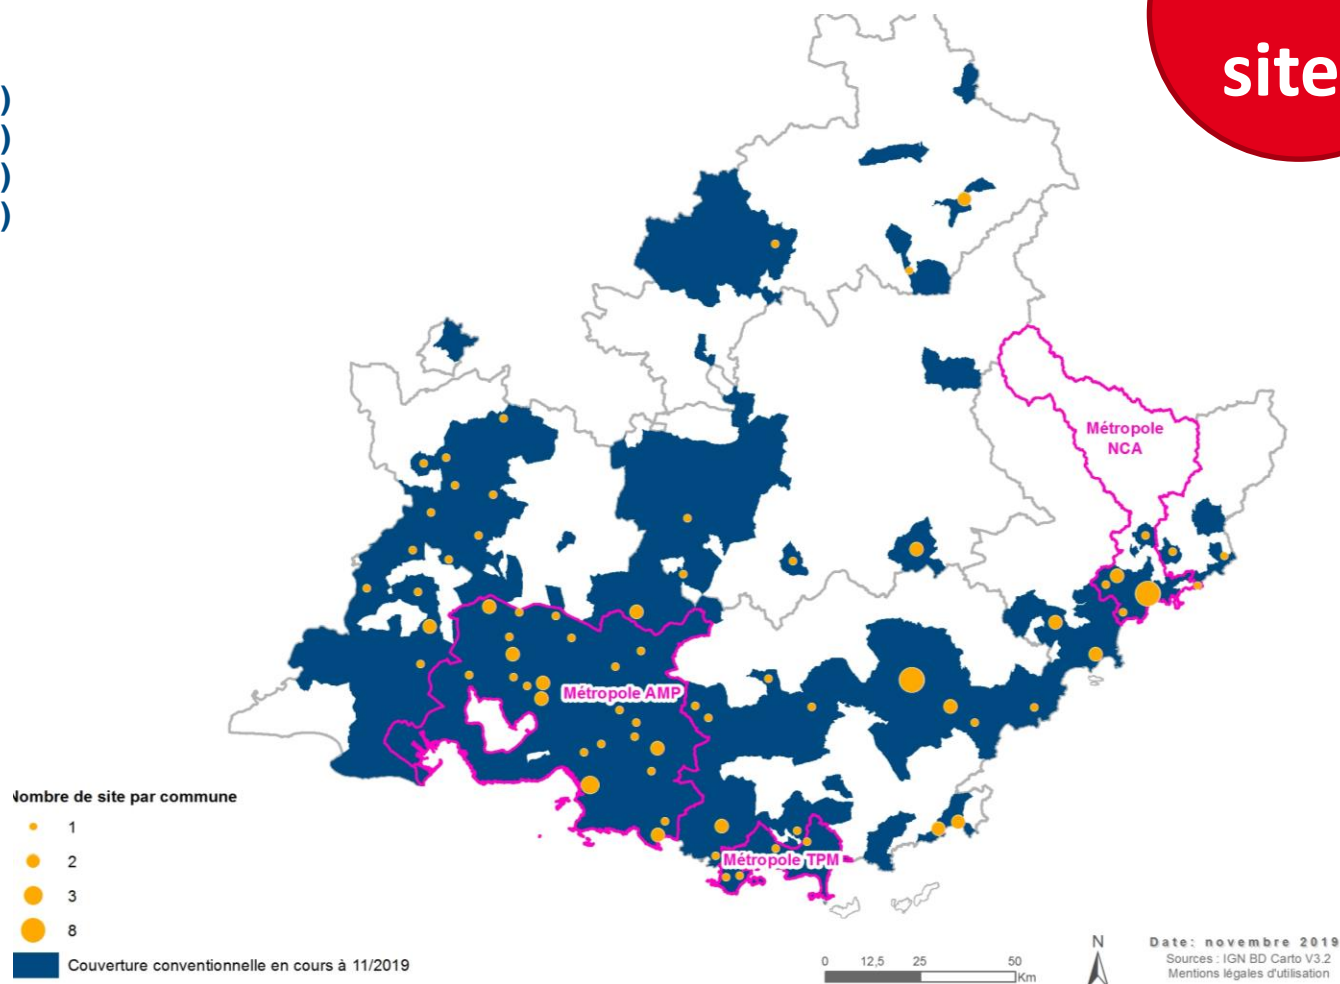 site
)
)
)
)
Métropole
NCA
Métropole AMP
Métropole TPM
Nombre de site par commune
1
2
3
8
Couverture conventionnelle en cours à 11/2019
0 12,5 25 50
Km
N
Date: novembre 2019
Sources : IGN BD Carto V3.2
Mentions légales d'utilisation